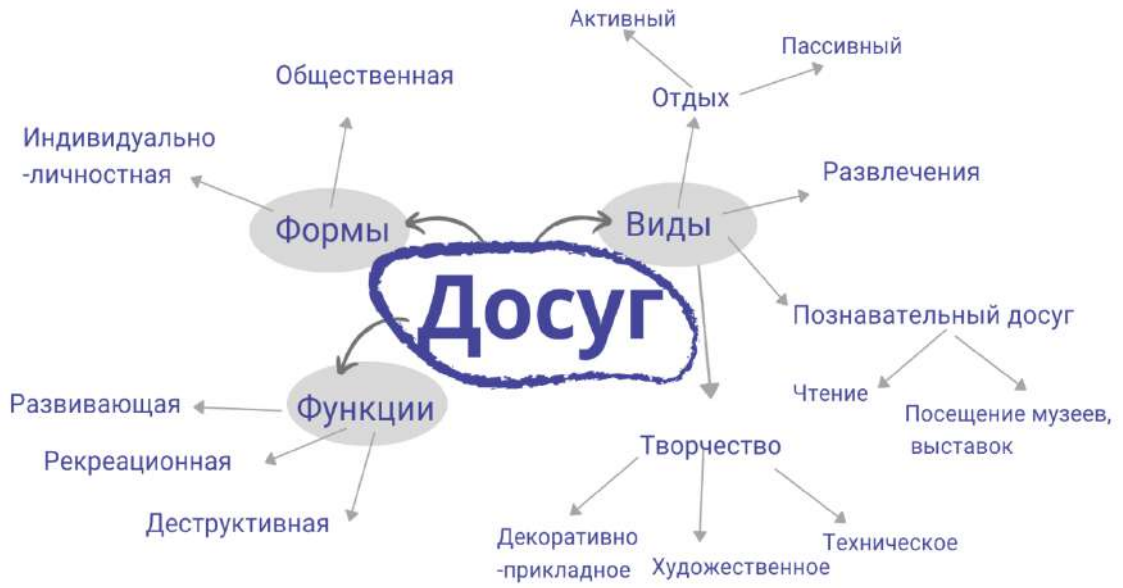 Активный
Пассивный
Общественная
Отдых
Индивидуально
-личностная
Развлечения
Формы
Виды
Досуг
Познавательный досуг
Чтение
Посещение музеев,
выставок
Функции
Развивающая
Рекреационная
Деструктивная
Творчество
Декоративно
-прикладное
Художественное
Техническое